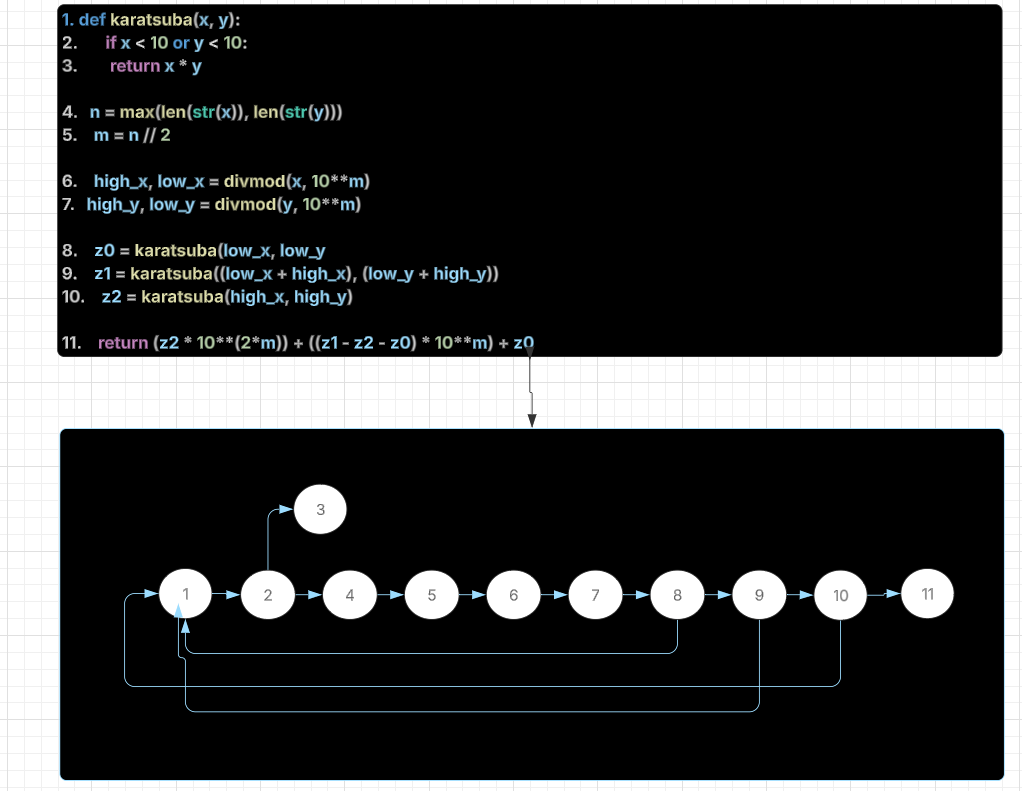 1. def karatsuba(x, y):
2. if x < 10 or y < 10:
3. return x * y
4. n = max(len(str(x)), len(str(y)))
5. m = n // 2
6. high_x, low_x = divmod(x, 10**m)
7. high_y, low_y = divmod(y, 10**m)
8. z0 = karatsuba(low_x, low_y
9. z1 = karatsuba((low_x + high_x), (low_y + high_y))
10. z2 = karatsuba(high_x, high_y)
11. return (z2 * 10**(2*m)) + ((z1 - z2 - z0) * 10**m) + z0
3
1 2 4 5 6 7 8 9 10 11